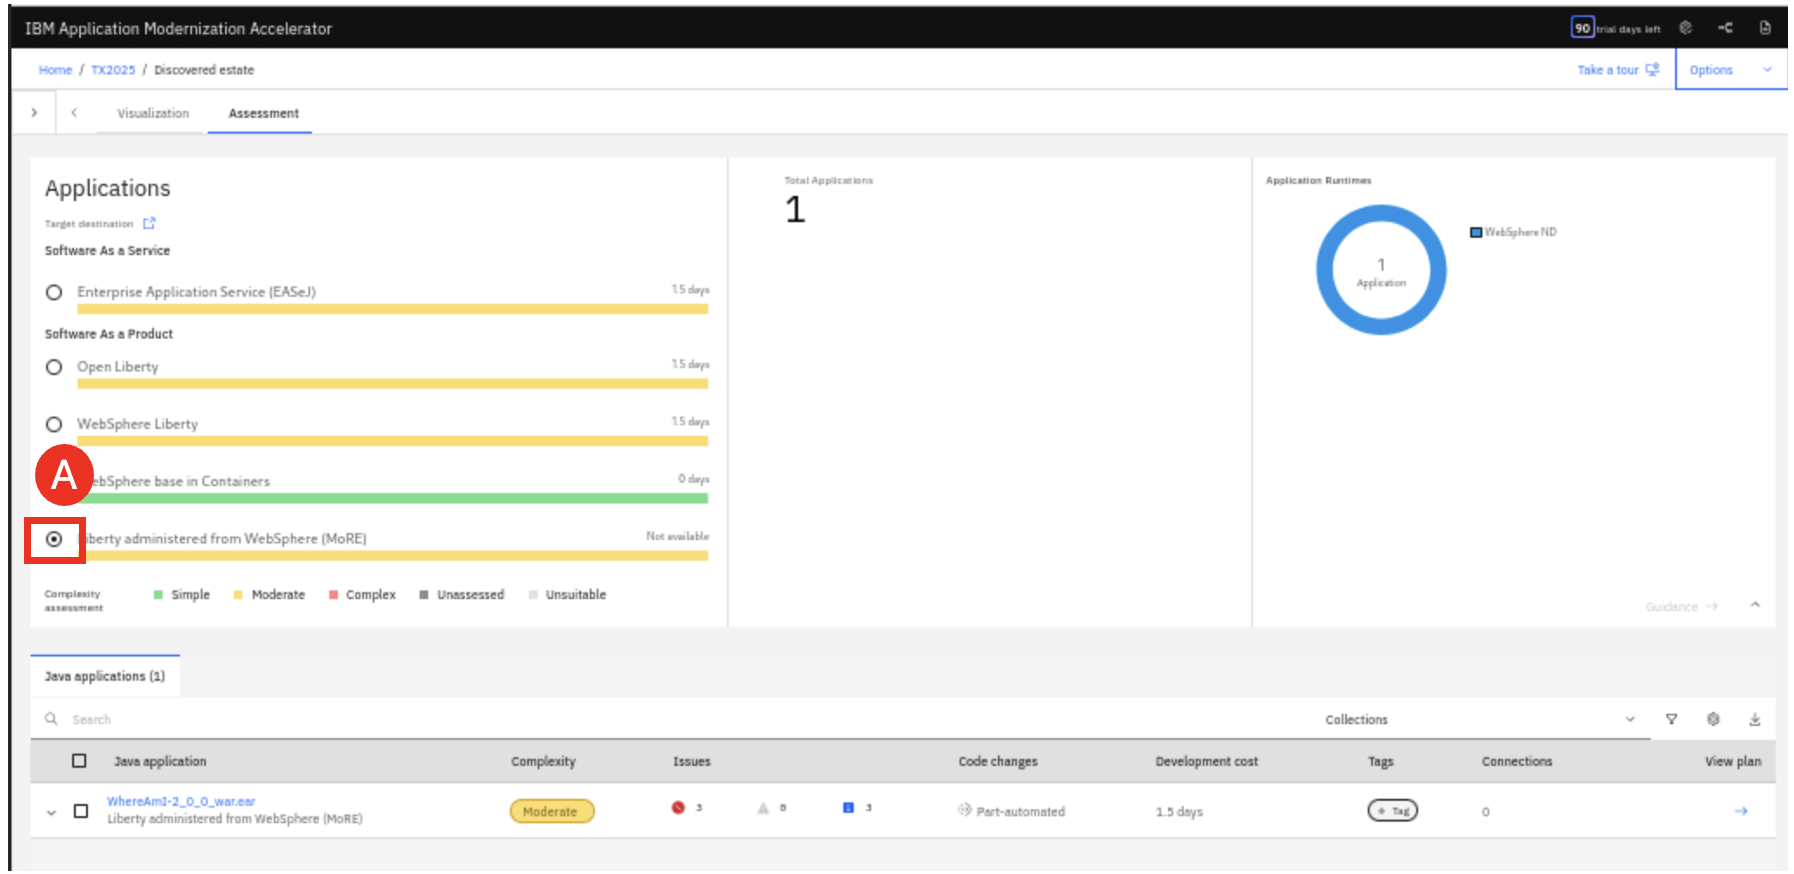 IBM Application Modernization Accelerator
90 trial days left
Home / TX2025 / Discovered estate
Take a tour
Options
Visualization
Assessment
Applications
Target destination
Software As a Service
Enterprise Application Service (EASeJ)
1.5 days
Software As a Product
Open Liberty
1.5 days
WebSphere Liberty
1.5 days
A
ebSphere base in Containers
0 days
iberty administered from WebSphere (MoRE)
Not available
Complexity
assessment
Simple
Moderate
Complex
Unassessed
Unsuitable
Total Applications
1
Application Runtimes
1
Application
WebSphere ND
Guidance
Java applications (1)
Search
Collections
Java application
Complexity
Issues
Code changes
Development cost
Tags
Connections
View plan
WhereAmI-2_0_0_war.ear
Liberty administered from WebSphere (MoRE)
Moderate
3
3
Part-automated
1.5 days
+ Tag
0